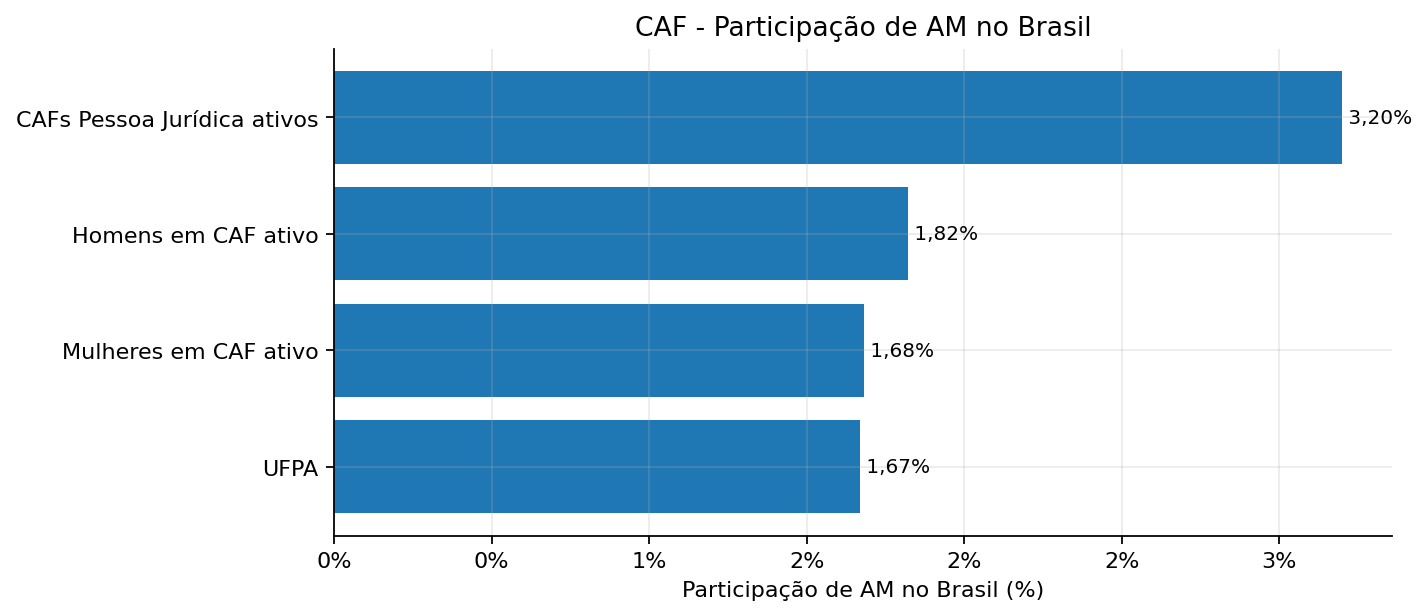 CAF - Participação de AM no Brasil
CAFs Pessoa Jurídica ativos
3,20%
Homens em CAF ativo
1,82%
Mulheres em CAF ativo
1,68%
UFPA
1,67%
0% 0% 1% 2% 2% 2% 3%
Participação de AM no Brasil (%)